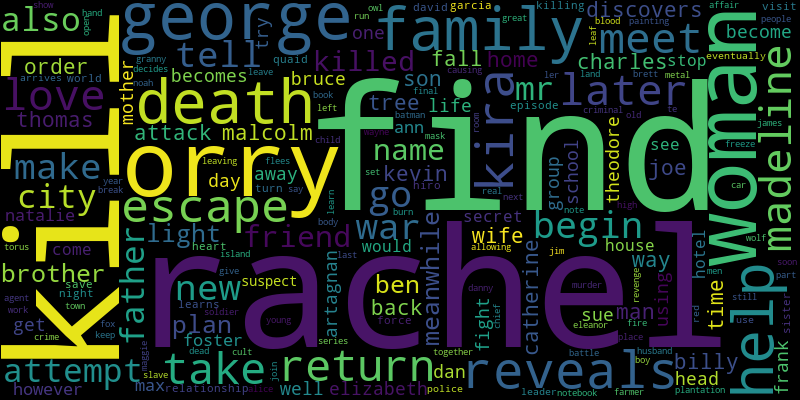 find
rachel
kill
orry
death
woman
george
family
help
return
take
reveals
escape
kira
love
tell
meet
later
madeline
war
go
name
begin
new
father
attempt
make
city
also
brother
friend
killed
mr
fall
son
charles
discovers
become
visit
home
one
try
hand
open
show
order
becomes
bruce
quaid
david
run
owl
garcia
great
killing
leaf
blood
painting
affair
people
stop
eventually
arrives
world
granny
decides
noah
leave
book
left
thomas
mother
attack
malcolm
tree
life
ann
final
causing
episode
batman
wayne
mask
ler
land
brett
metal
criminal
old
te
james
freeze
car
year
break
leaving
flees
day
away
turn
say
child
set
kevin
hiro
room
real
next
group
school
theodore
see
joe
high
natalie
come
light
heart
learn
body
burn
secret
wife
note
wolf
soon
part
torus
save
night
town
island
would
back
meanwhile
allowing
jim
house
way
hotel
time
men
still
use
sister
agent
work
get
fox
keep
crime
plan
learns
soldier
give
suspect
artagnan
last
ben
force
danny
chief
fight
catherine
revenge
murder
sue
man
eleanor
fire
using
red
place
however
max
maggie
slave
foster
dead
cult
relationship
young
join
series
well
elizabeth
police
dan
together
leader
notebook
battle
husband
boy
farmer
billy
head
plantation
frank